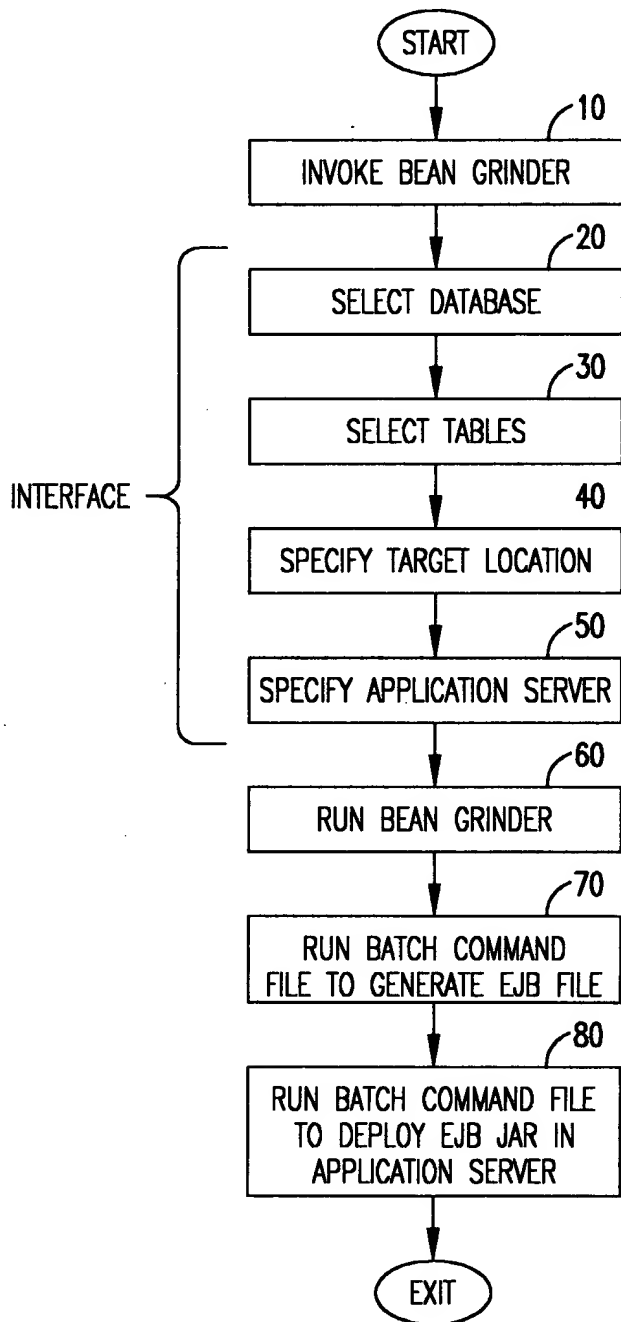 START
10
INVOKE BEAN GRINDER
20
SELECT DATABASE
30
SELECT TABLES
INTERFACE
40
SPECIFY TARGET LOCATION
50
SPECIFY APPLICATION SERVER
60
RUN BEAN GRINDER
70
RUN BATCH COMMAND
FILE TO GENERATE EJB FILE
80
RUN BATCH COMMAND FILE
TO DEPLOY EJB JAR IN
APPLICATION SERVER
EXIT